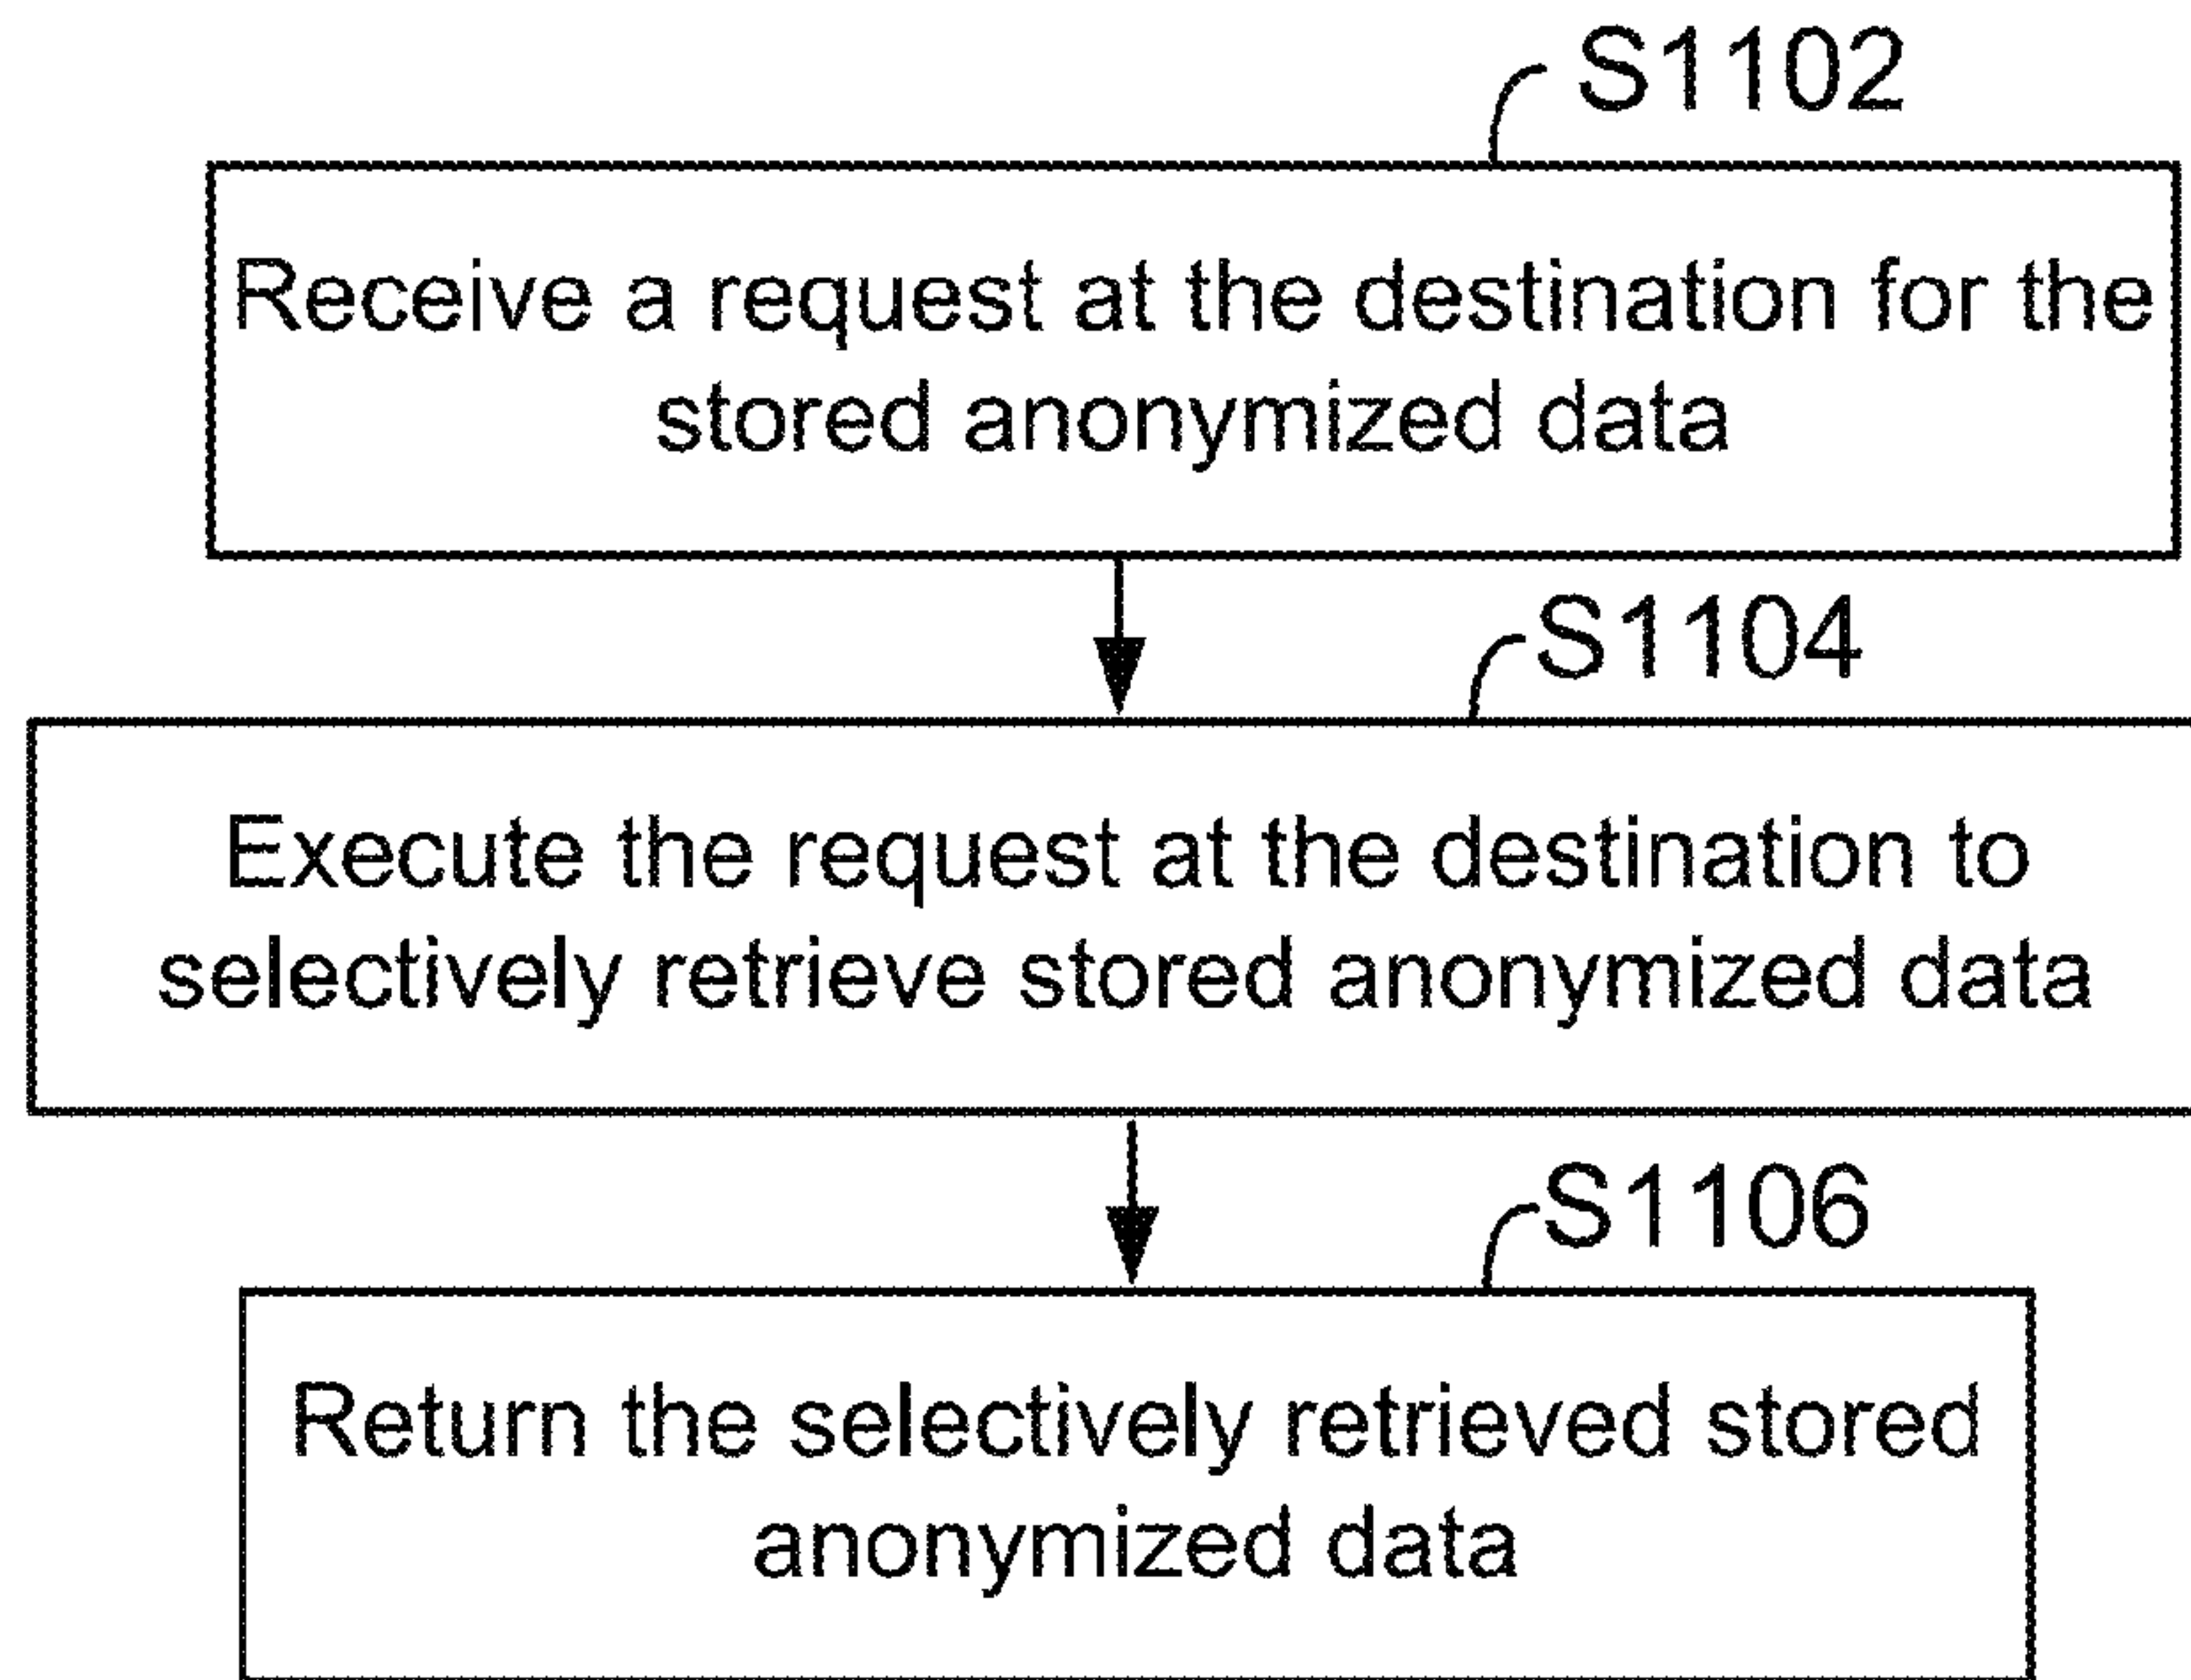 S1102
Receive a request at the destination for the
stored anonymized data
S1104
Execute the request at the destination to
selectively retrieve stored anonymized data
S1106
Return the selectively retrieved stored
anonymized data